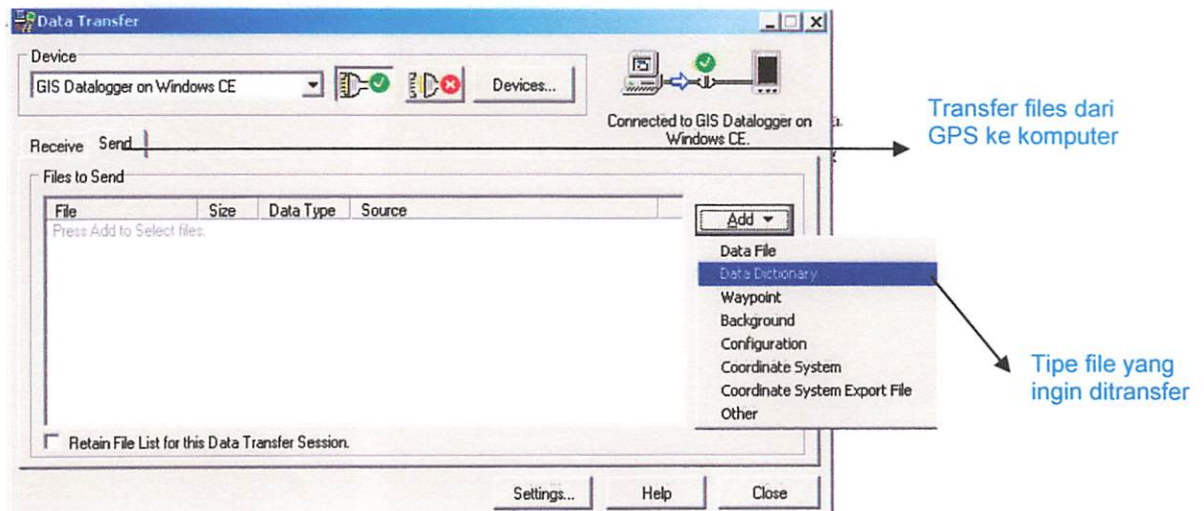 Data Transfer
Device
GIS Datalogger on Windows CE
Devices...
Connected to GIS Datalogger on
Windows CE.
Transfer files dari
GPS ke komputer
Receive
Send
Files to Send
File Size Data Type Source
Press Add to Select files.
Add
Data File
Data Dictionary
Waypoint
Background
Configuration
Coordinate System
Coordinate System Export File
Other
Tipe file yang
ingin ditransfer
Retain File List for this Data Transfer Session.
Settings... Help Close